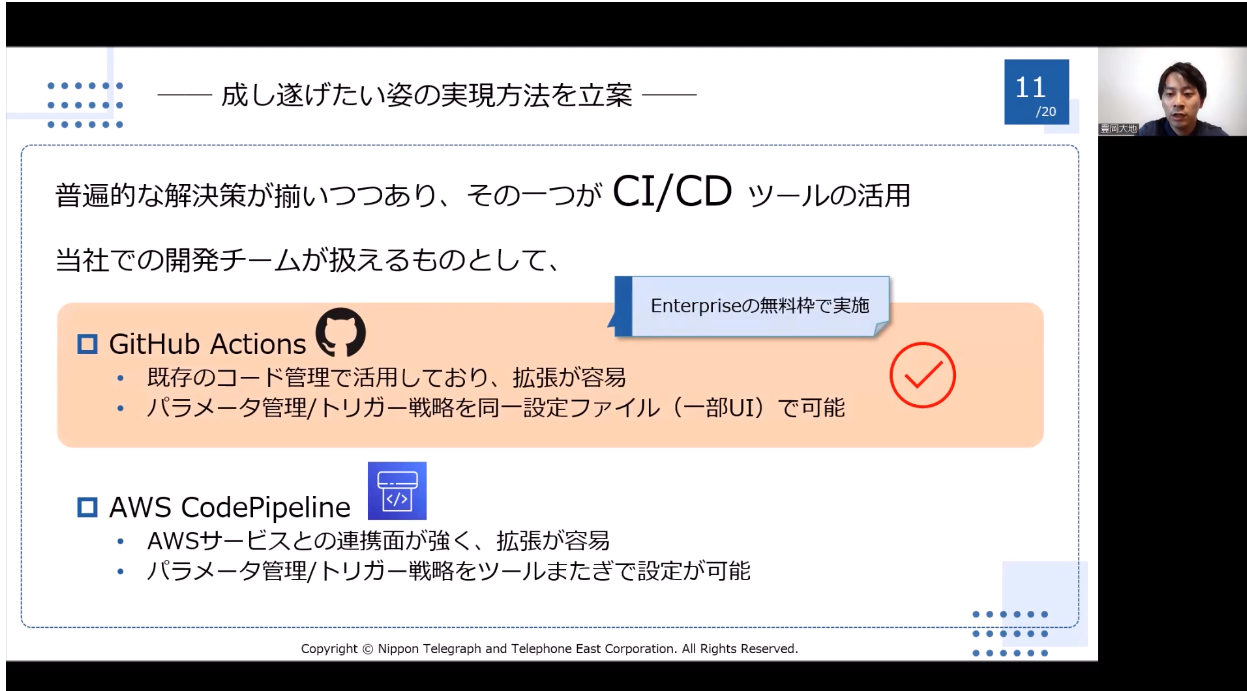 成し遂げたい姿の実現方法を立案
11
/20
豊岡大地
普遍的な解決策が揃いつつあり、その一つが CI/CD ツールの活用
当社での開発チームが扱えるものとして、
Enterpriseの無料枠で実施
GitHub Actions
• 既存のコード管理で活用しており、拡張が容易
• パラメータ管理/トリガー戦略を同一設定ファイル（一部UI）で可能
AWS CodePipeline
</>
• AWSサービスとの連携面が強く、拡張が容易
• パラメータ管理/トリガー戦略をツールまたぎで設定が可能
Copyright © Nippon Telegraph and Telephone East Corporation. All Rights Reserved.